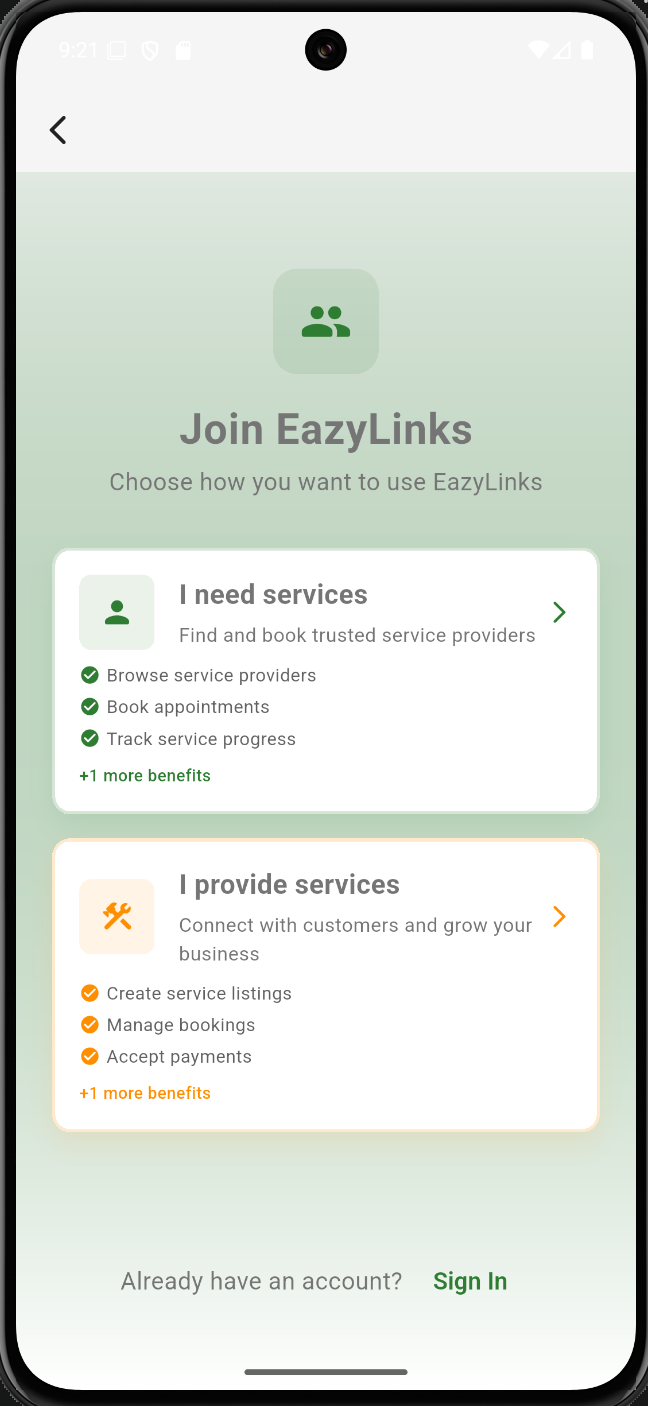 9:21
Join EazyLinks
Choose how you want to use EazyLinks
I need services
Find and book trusted service providers
Browse service providers
Book appointments
Track service progress
+1 more benefits
I provide services
Connect with customers and grow your
business
Create service listings
Manage bookings
Accept payments
+1 more benefits
Already have an account? Sign In